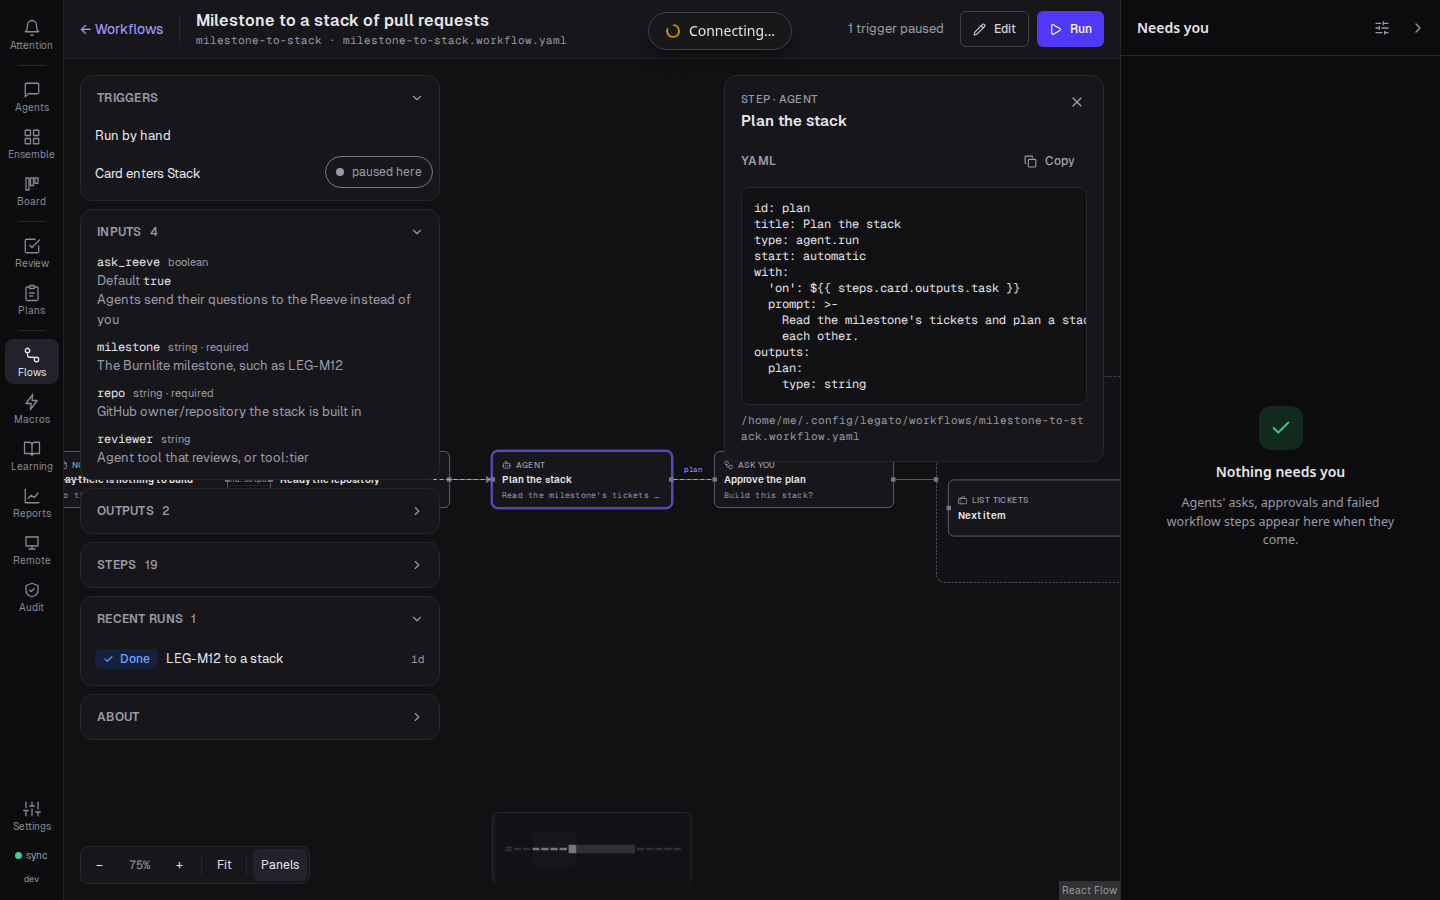 Attention
Agents
Ensemble
Board
Review
Plans
Flows
Macros
Learning
Reports
Remote
Audit
Settings
sync
dev
← Workflows
Milestone to a stack of pull requests
milestone-to-stack · milestone-to-stack.workflow.yaml
Connecting...
1 trigger paused
Edit
Run
TRIGGERS
Run by hand
Card enters Stack
paused here
INPUTS 4
ask_reeve boolean
Default true
Agents send their questions to the Reeve instead of
you
milestone string · required
The Burnlite milestone, such as LEG-M12
repo string · required
GitHub owner/repository the stack is built in
reviewer string
Agent tool that reviews, or tool:tier
OUTPUTS 2
STEPS 19
RECENT RUNS 1
Done LEG-M12 to a stack 1d
ABOUT
− 75% + Fit Panels
AGENT
Plan the stack
Read the milestone's tickets …
plan
ASK YOU
Approve the plan
Build this stack?
LIST TICKETS
Next item
STEP · AGENT
Plan the stack
YAML
Copy
id: plan
title: Plan the stack
type: agent.run
start: automatic
with:
'on': ${{ steps.card.outputs.task }}
prompt: >-
Read the milestone's tickets and plan a stac
each other.
outputs:
plan:
type: string
/home/me/.config/legato/workflows/milestone-to-st
ack.workflow.yaml
React Flow
Needs you
Nothing needs you
Agents' asks, approvals and failed
workflow steps appear here when they
come.